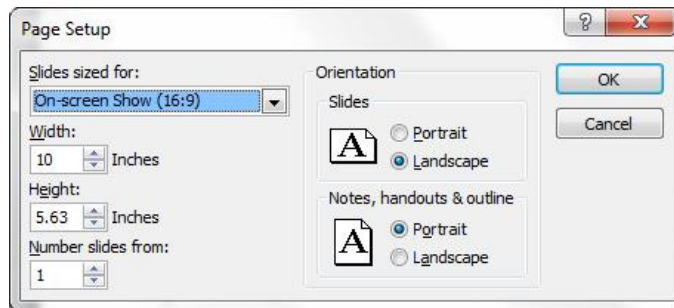 Page Setup
Slides sized for:
On-screen Show (16:9)
Width:
10 Inches
Height:
5.63 Inches
Number slides from:
1
Orientation
Slides
A
Portrait
Landscape
Notes, handouts & outline
A
Portrait
Landscape
OK
Cancel